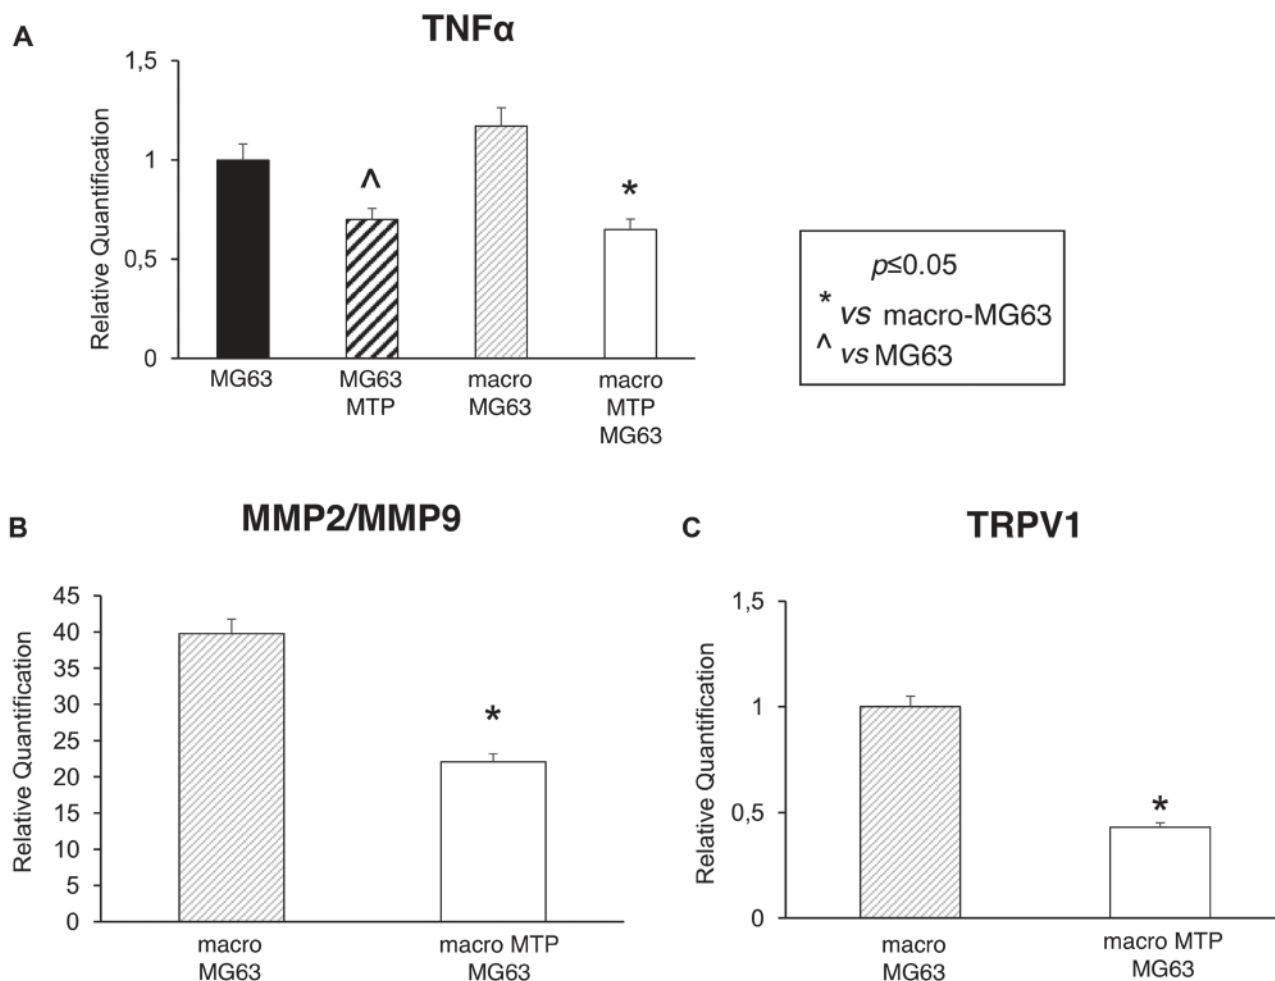 A
TNFα
Relative Quantification
1,5
1
0,5
0
^
*
MG63
MG63
MTP
macro
MG63
macro
MTP
MG63
p≤0.05
* vs macro-MG63
^ vs MG63
B
MMP2/MMP9
Relative Quantification
45
40
35
30
25
20
15
10
5
0
*
macro
MG63
macro MTP
MG63
C
TRPV1
Relative Quantification
1,5
1
0,5
0
*
macro
MG63
macro MTP
MG63